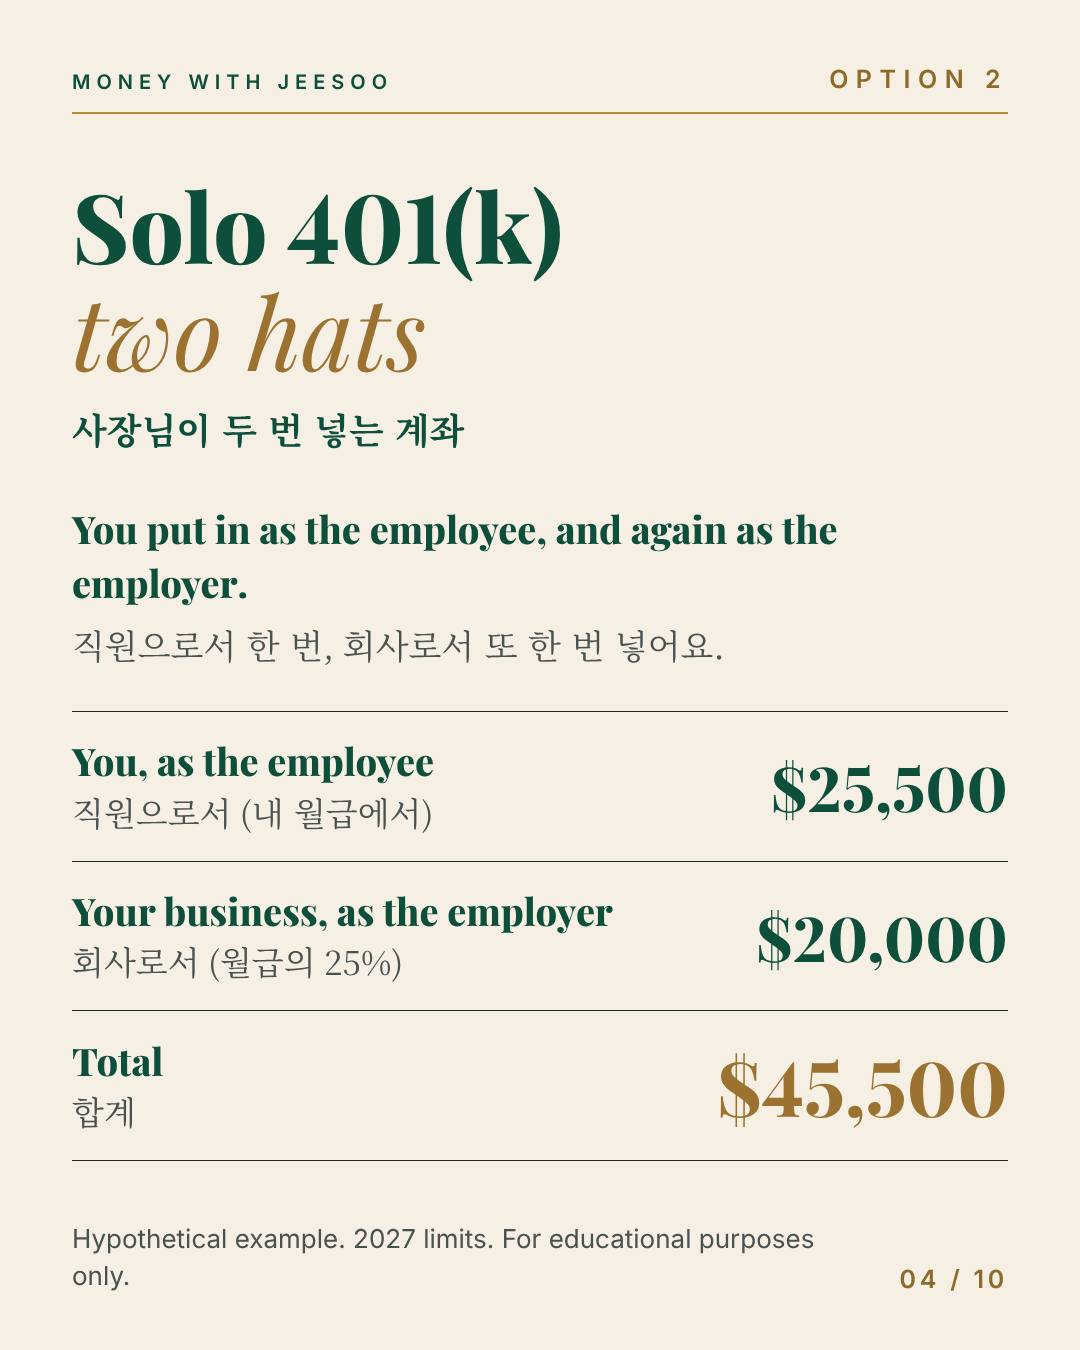 MONEY WITH JEESOO
OPTION 2
Solo 401(k)
two hats
사장님이 두 번 넣는 계좌
You put in as the employee, and again as the
employer.
직원으로서 한 번, 회사로서 또 한 번 넣어요.
You, as the employee
직원으로서 (내 월급에서)
$25,500
Your business, as the employer
회사로서 (월급의 25%)
$20,000
Total
합계
$45,500
Hypothetical example. 2027 limits. For educational purposes
only.
04 / 10